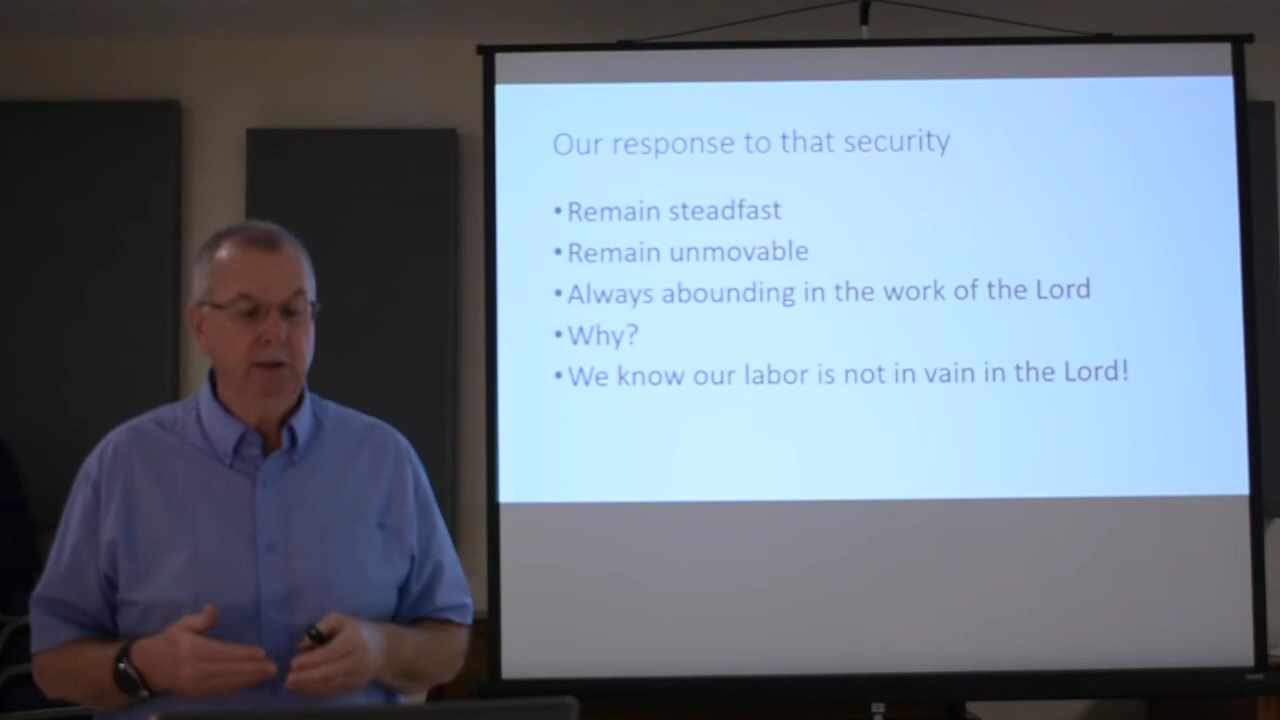 Our response to that security
•Remain steadfast
•Remain unmovable
•Always abounding in the work of the Lord
•Why?
•We know our labor is not in vain in the Lord!